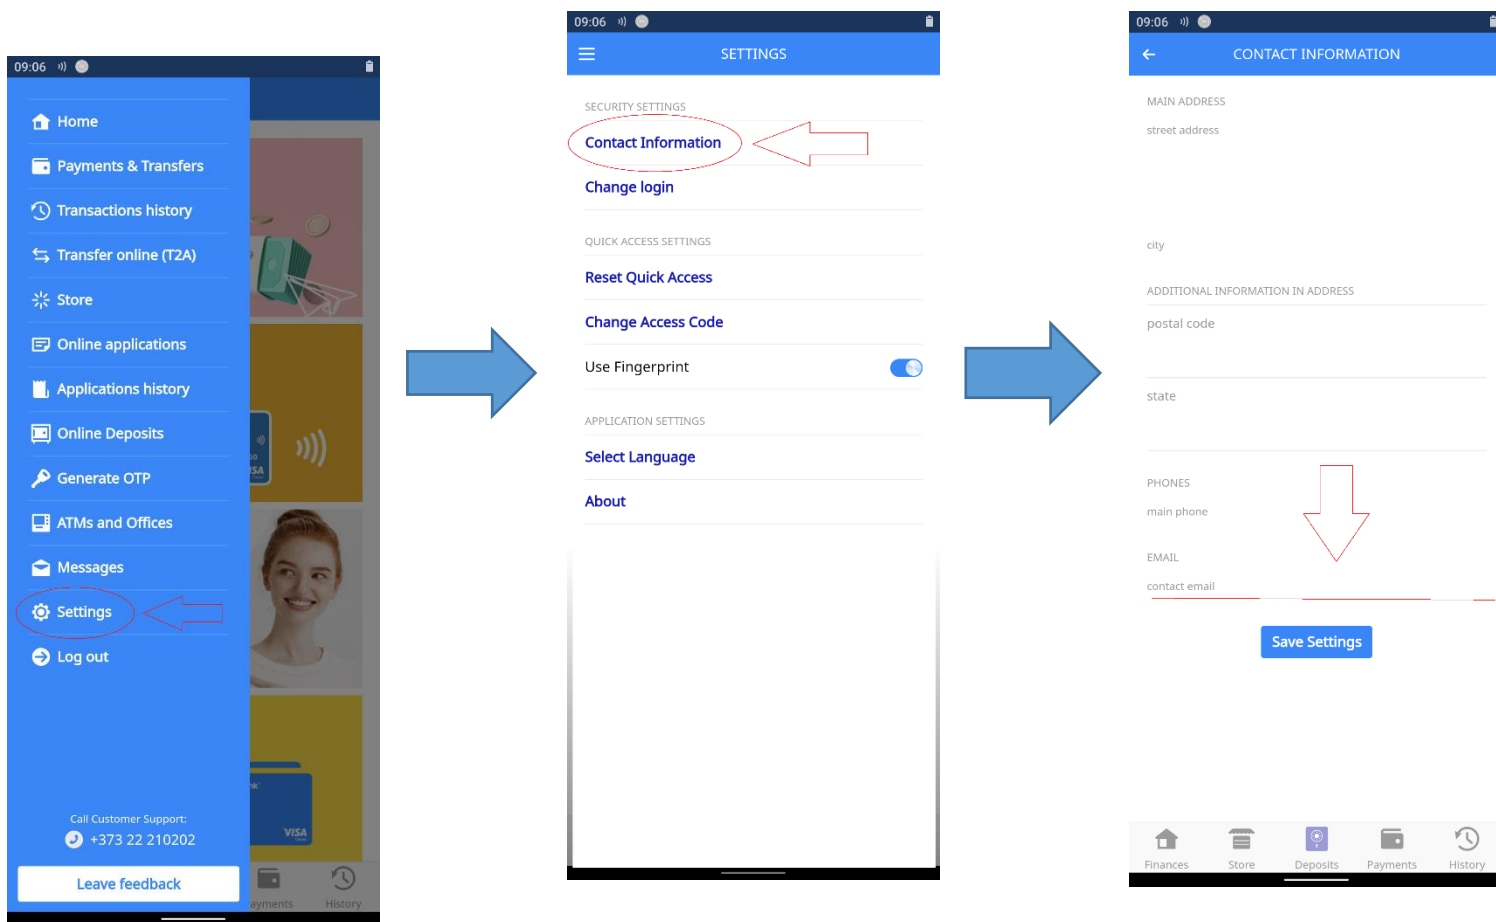 09:06
Home
Payments & Transfers
Transactions history
Transfer online (T2A)
Store
Online applications
Applications history
Online Deposits
Generate OTP
ATMs and Offices
Messages
Settings
Log out
Call Customer Support:
+373 22 210202
Leave feedback
VISA
VISA
ayments
History
09:06
SETTINGS
SECURITY SETTINGS
Contact Information
Change login
QUICK ACCESS SETTINGS
Reset Quick Access
Change Access Code
Use Fingerprint
APPLICATION SETTINGS
Select Language
About
09:06
CONTACT INFORMATION
MAIN ADDRESS
street address
city
ADDITIONAL INFORMATION IN ADDRESS
postal code
state
PHONES
main phone
EMAIL
contact email
Save Settings
Finances
Store
Deposits
Payments
History